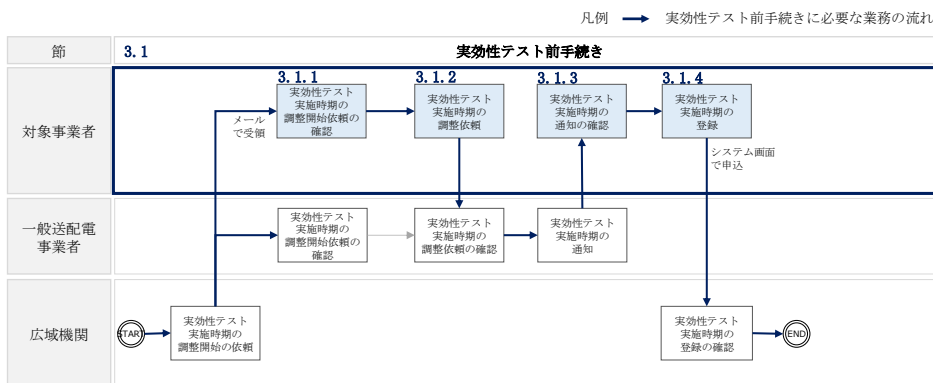 凡例 実効性テスト前手続きに必要な業務の流れ
節 3.1 実効性テスト前手続き
対象事業者
3.1.1
実効性テスト
実施時期の
調整開始依頼の
確認
3.1.2
実効性テスト
実施時期の
調整依頼
3.1.3
実効性テスト
実施時期の
通知の確認
3.1.4
実効性テスト
実施時期の
登録
メール
で受領
システム画面
で申込
一般送配電
事業者
実効性テスト
実施時期の
調整開始依頼の
確認
実効性テスト
実施時期の
調整依頼の確認
実効性テスト
実施時期の
通知
広域機関
START
実効性テスト
実施時期の
調整開始の依頼
実効性テスト
実施時期の
登録の確認
END